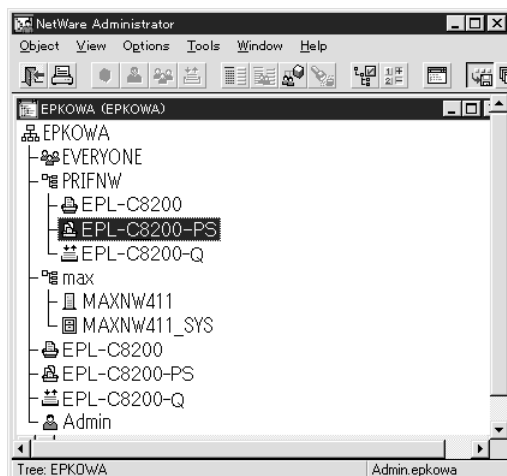 NetWare Administrator
Object View Options Tools Window Help
EPKOWA (EPKOWA)
EPKOWA
EVERYONE
PRIFNW
EPL-C8200
EPL-C8200-PS
EPL-C8200-Q
max
MAXNW411
MAXNW411_SYS
EPL-C8200
EPL-C8200-PS
EPL-C8200-Q
Admin
Tree: EPKOWA Admin.epkowa